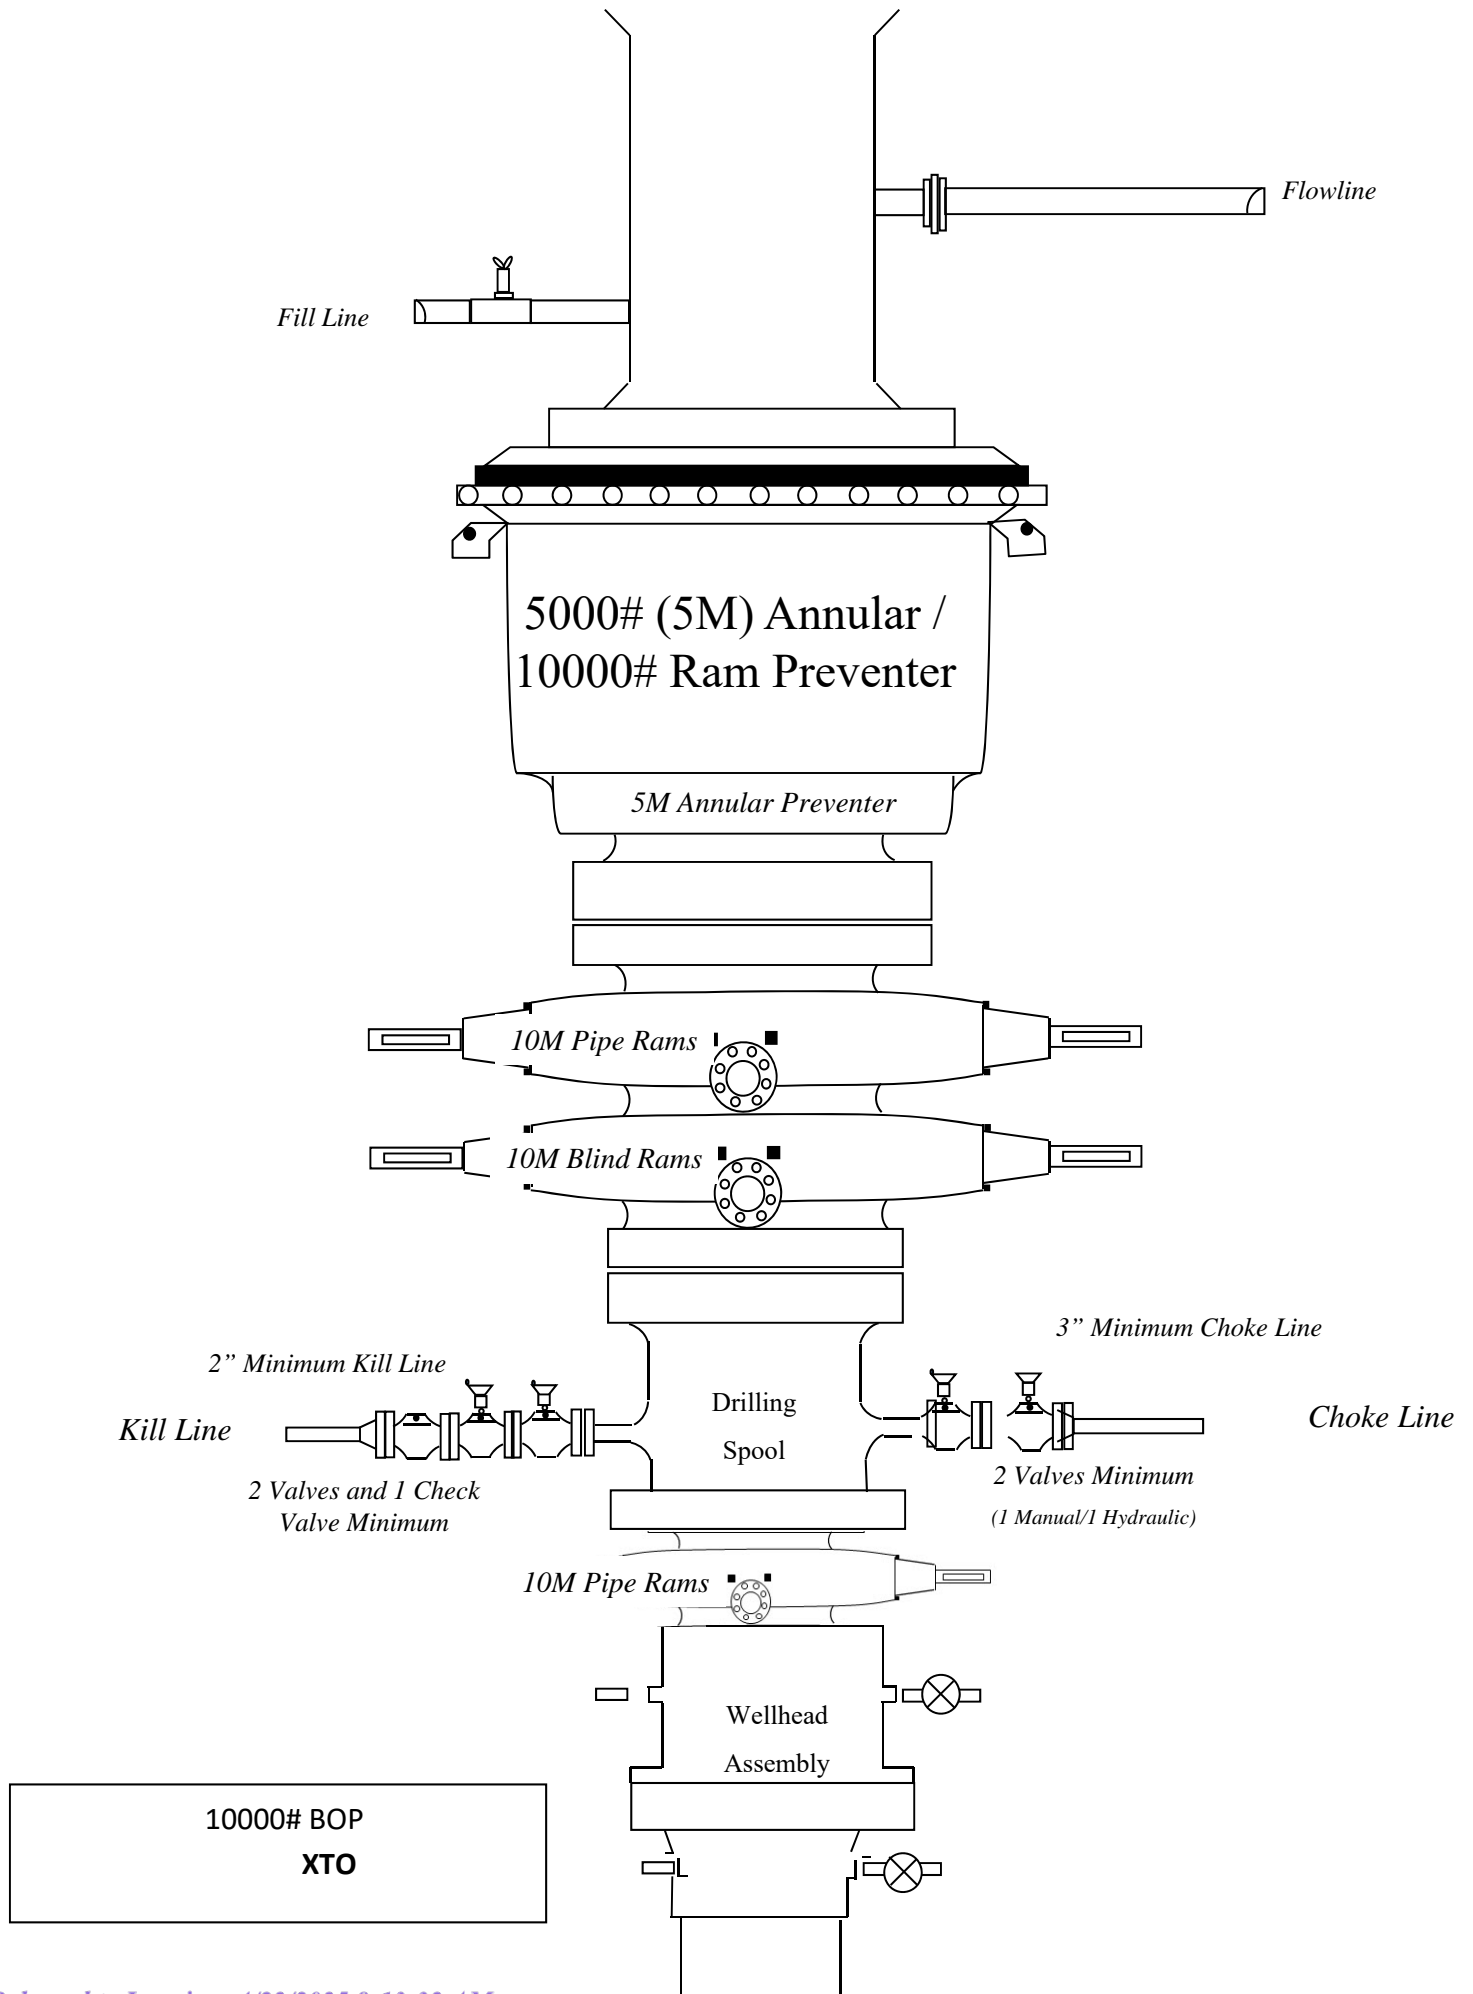 Flowline
Fill Line
5000# (5M) Annular /
10000# Ram Preventer
5M Annular Preventer
10M Pipe Rams
10M Blind Rams
3” Minimum Choke Line
2” Minimum Kill Line
Drilling
Spool
Kill Line
Choke Line
2 Valves and 1 Check
Valve Minimum
2 Valves Minimum
(1 Manual/1 Hydraulic)
10M Pipe Rams
Wellhead
Assembly
10000# BOP
XTO